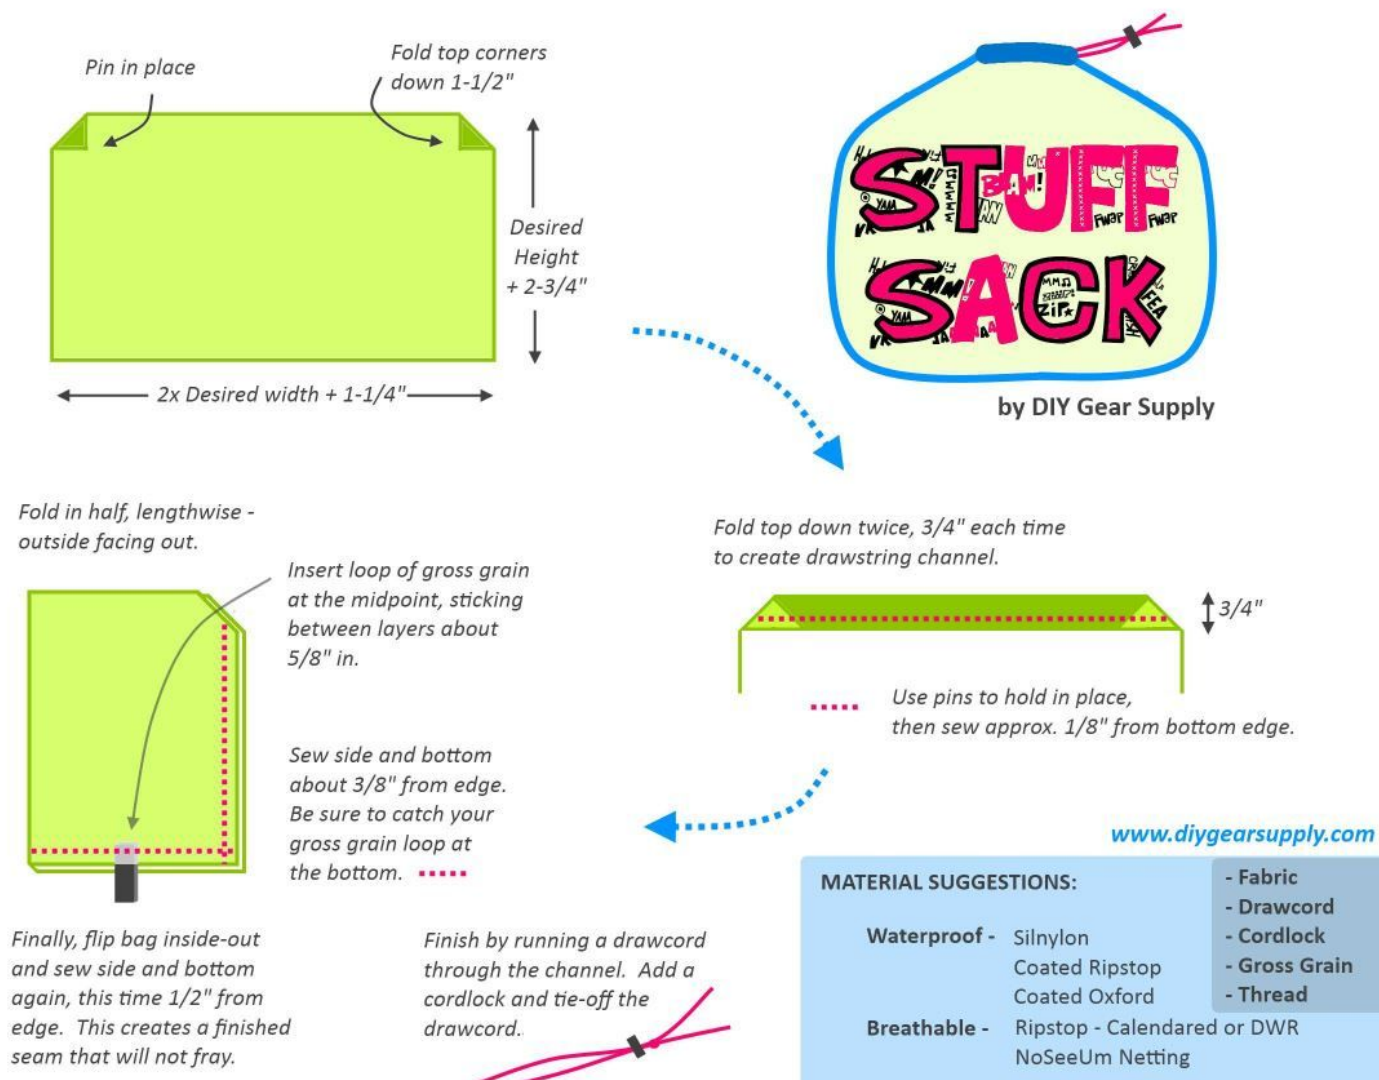 Pin in place
Fold top corners
down 1-1/2"
Desired
Height
+ 2-3/4"
2x Desired width + 1-1/4"
STUFF
SACK
BLAM!
YAAA
FWAP
FWAP
ZIP
YAAA
by DIY Gear Supply
Fold top down twice, 3/4" each time
to create drawstring channel.
3/4"
Use pins to hold in place,
then sew approx. 1/8" from bottom edge.
Fold in half, lengthwise -
outside facing out.
Insert loop of gross grain
at the midpoint, sticking
between layers about
5/8" in.
Sew side and bottom
about 3/8" from edge.
Be sure to catch your
gross grain loop at
the bottom.
Finally, flip bag inside-out
and sew side and bottom
again, this time 1/2" from
edge. This creates a finished
seam that will not fray.
Finish by running a drawcord
through the channel. Add a
cordlock and tie-off the
drawcord.
www.diygearsupply.com
MATERIAL SUGGESTIONS:
- Fabric
- Drawcord
- Cordlock
- Gross Grain
- Thread
Waterproof - Silnylon
Coated Ripstop
Coated Oxford
Breathable - Ripstop - Calendared or DWR
NoSeeUm Netting